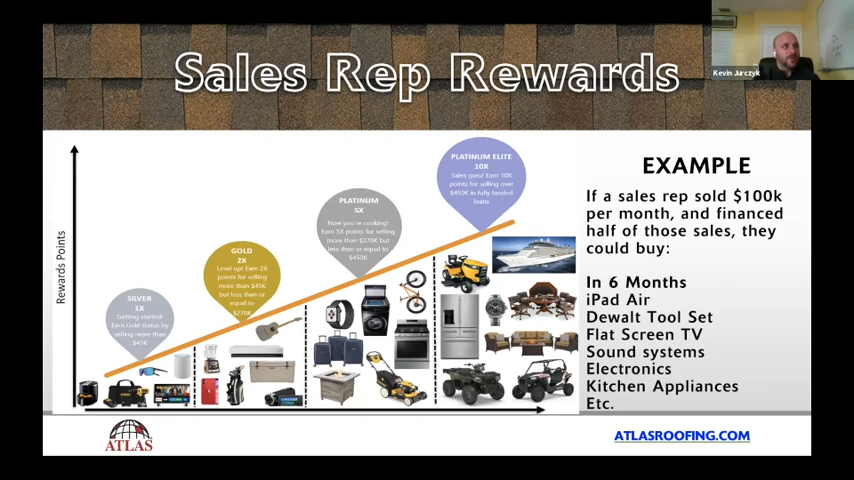 Kevin Jurczyk
Sales Rep Rewards
Rewards Points
SILVER
1X
Getting started!
Earn Gold status by
selling more than
$45K
GOLD
2X
Level up! Earn 2X
points for selling
more than $45K
but less then or
equal to
$270K
PLATINUM
5X
Now you're cooking!
Earn 5X points for selling
more than $270K but
less then or equal to
$450K
PLATINUM ELITE
10X
Sales guru! Earn 10X
points for selling over
$450K in fully funded
loans
EXAMPLE
If a sales rep sold $100k
per month, and financed
half of those sales, they
could buy:
In 6 Months
iPad Air
Dewalt Tool Set
Flat Screen TV
Sound systems
Electronics
Kitchen Appliances
Etc.
ATLAS
ATLASROOFING.COM